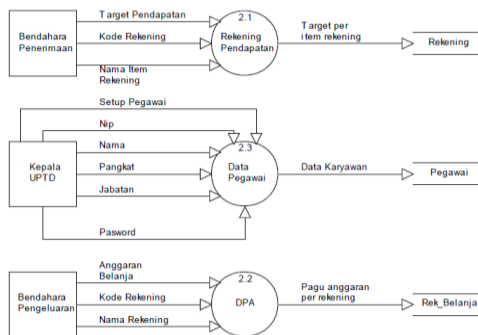 Target Pendapatan
2.1
Bendahara
Penerimaan
Kode Rekening
Rekening
Pendapatan
Target per
item rekening
Rekening
Nama Item
Rekening
Setup Pegawai
Nip
2.3
Kepala
UPTD
Nama
Pangkat
Jabatan
Data
Pegawai
Data Karyawan
Pegawai
Pasword
Anggaran
Belanja
2.2
Bendahara
Pengeluaran
Kode Rekening
DPA
Pagu anggaran
per rekening
Rek_Belanja
Nama Rekening